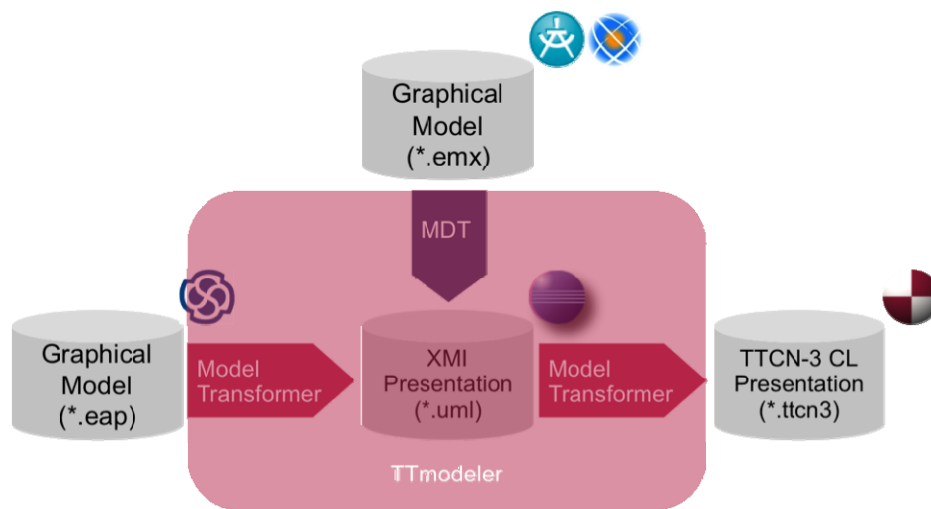 Graphical
Model
(*.emx)
MDT
Graphical
Model
(*.eap)
Model
Transformer
XMI
Presentation
(*.uml)
Model
Transformer
TTCN-3 CL
Presentation
(*.ttcn3)
TTmodeler